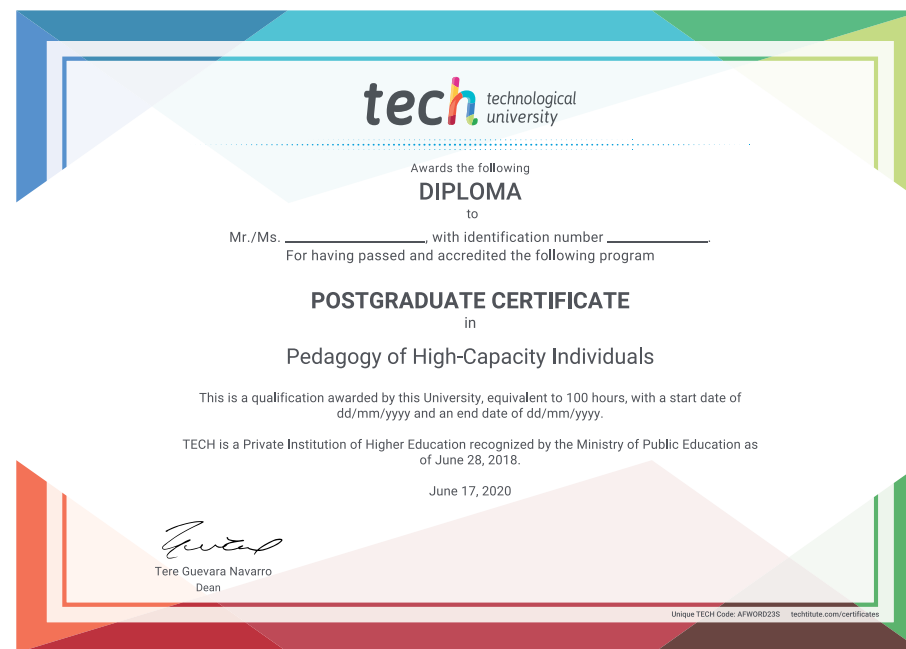 tech technological
university
Awards the following
DIPLOMA
to
Mr./Ms. ____________________, with identification number ______________.
For having passed and accredited the following program
POSTGRADUATE CERTIFICATE
in
Pedagogy of High-Capacity Individuals
This is a qualification awarded by this University, equivalent to 100 hours, with a start date of
dd/mm/yyyy and an end date of dd/mm/yyyy.
TECH is a Private Institution of Higher Education recognized by the Ministry of Public Education as
of June 28, 2018.
June 17, 2020
Tere Guevara Navarro
Dean
Unique TECH Code: AFWORD23S techtitute.com/certificates